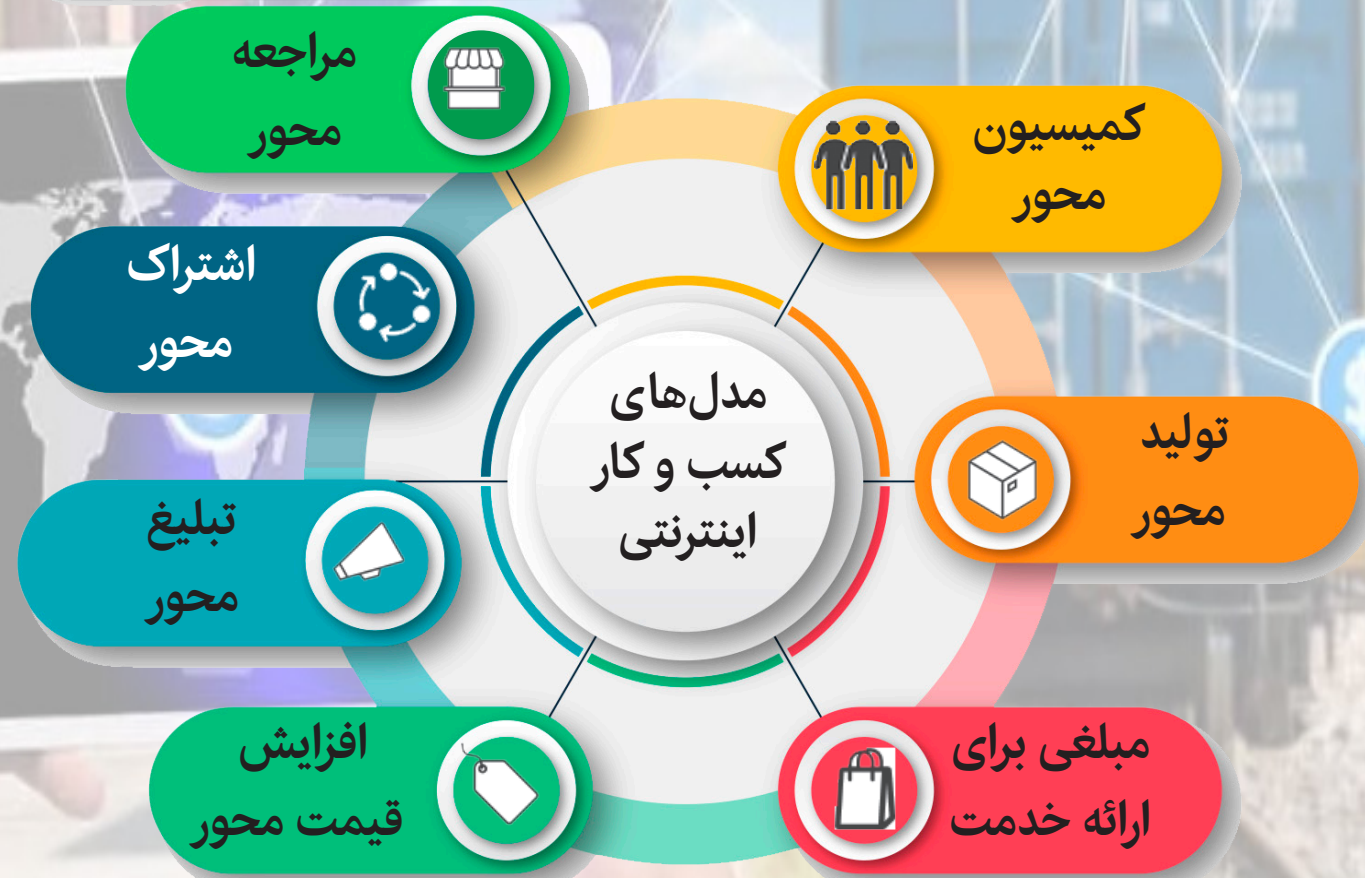 مدل‌های
کسب و کار
اینترنتی
کمیسیون
محور
تولید
محور
مبلغی برای
ارائه خدمت
مراجعه
محور
اشتراک
محور
تبلیغ
محور
افزایش
قیمت محور